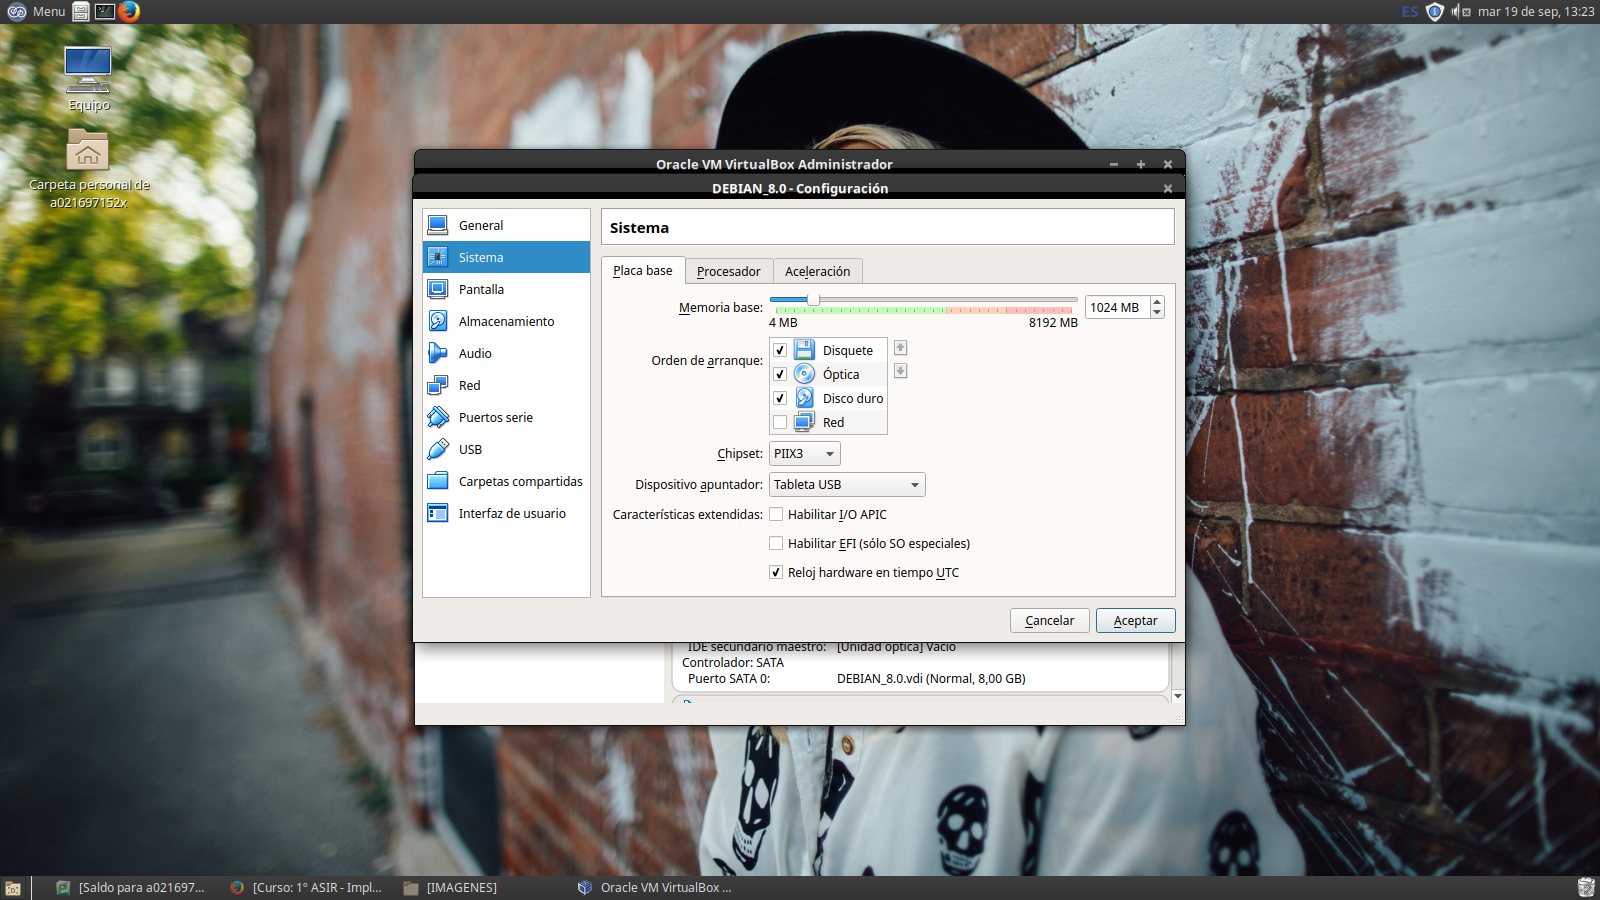 Menu
ES
mar 19 de sep, 13:23
Equipo
Carpeta personal de
a021697152x
Oracle VM VirtualBox Administrador
DEBIAN_8.0 - Configuración
General
Sistema
Pantalla
Almacenamiento
Audio
Red
Puertos serie
USB
Carpetas compartidas
Interfaz de usuario
Sistema
Placa base
Procesador
Aceleración
Memoria base:
1024 MB
4 MB
8192 MB
Orden de arranque:
Disquete
Óptica
Disco duro
Red
Chipset:
PIIX3
Dispositivo apuntador:
Tableta USB
Características extendidas:
Habilitar I/O APIC
Habilitar EFI (sólo SO especiales)
Reloj hardware en tiempo UTC
Cancelar
Aceptar
IDE secundario maestro: [Unidad óptica] Vacío
Controlador: SATA
Puerto SATA 0: DEBIAN_8.0.vdi (Normal, 8,00 GB)
[Saldo para a021697...
[Curso: 1º ASIR - Impl...
[IMAGENES]
Oracle VM VirtualBox ...